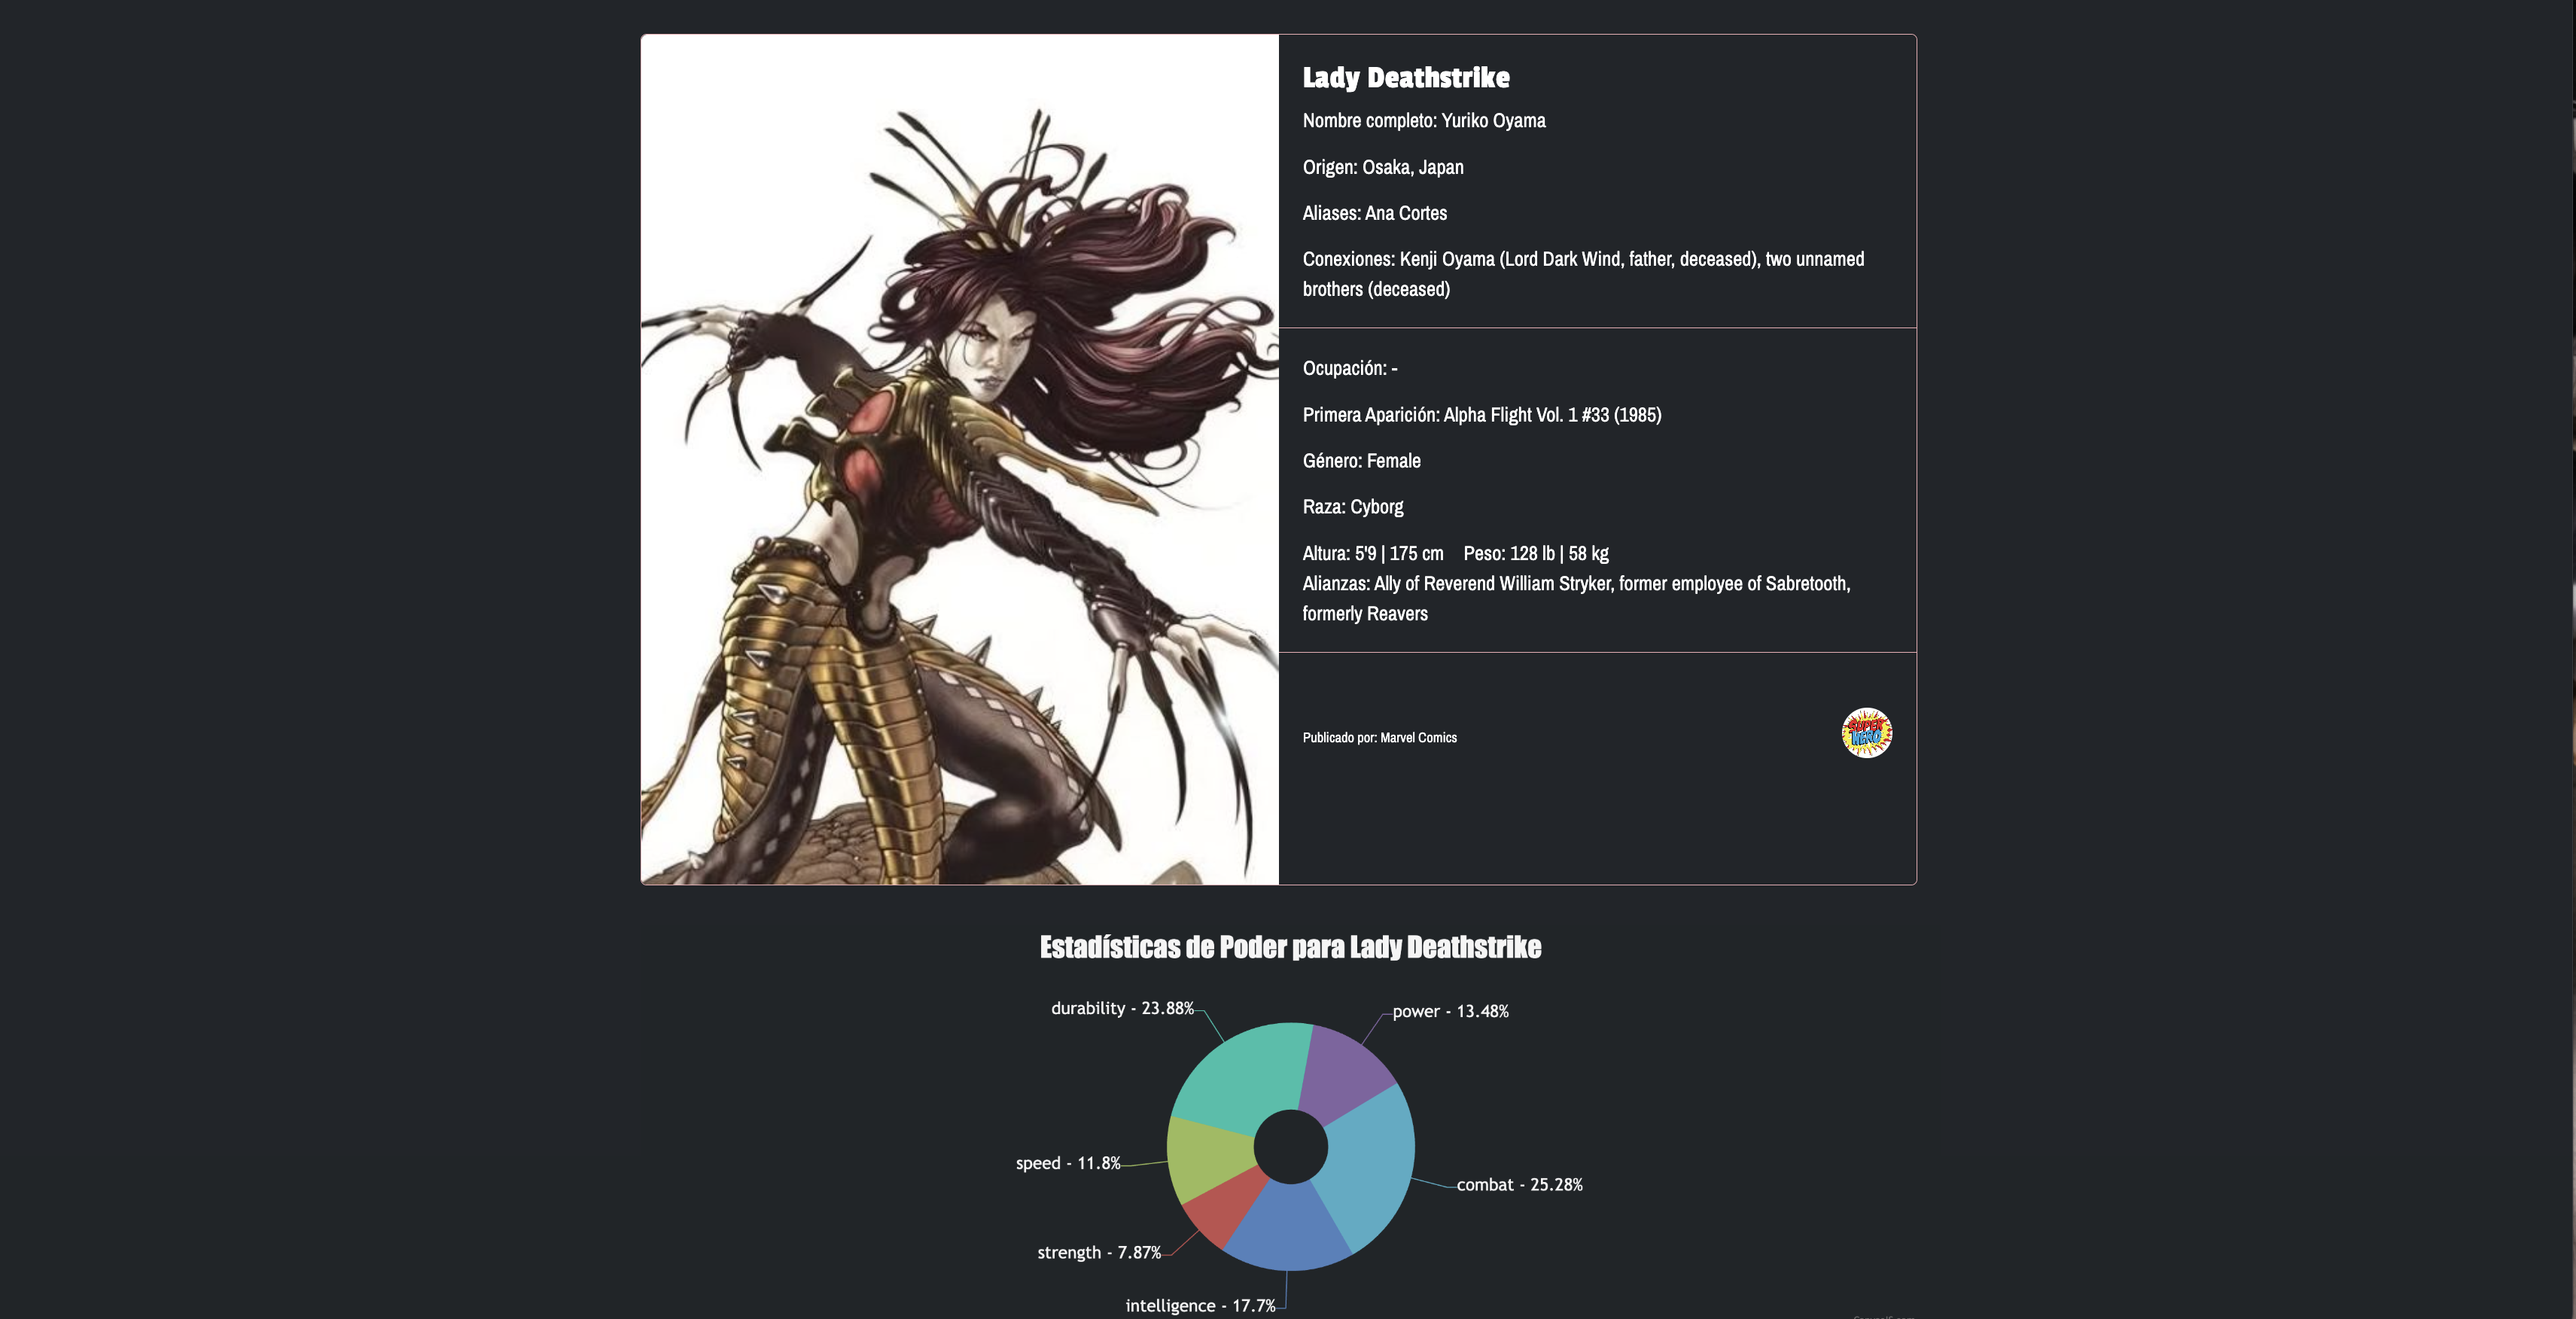 Lady Deathstrike
Nombre completo: Yuriko Oyama
Origen: Osaka, Japan
Aliases: Ana Cortes
Conexiones: Kenji Oyama (Lord Dark Wind, father, deceased), two unnamed
brothers (deceased)
Ocupación: -
Primera Aparición: Alpha Flight Vol. 1 #33 (1985)
Género: Female
Raza: Cyborg
Altura: 5'9 | 175 cm Peso: 128 lb | 58 kg
Alianzas: Ally of Reverend William Stryker, former employee of Sabretooth,
formerly Reavers
Publicado por: Marvel Comics
SUPER
HERO
Estadísticas de Poder para Lady Deathstrike
durability - 23.88%
power - 13.48%
speed - 11.8%
combat - 25.28%
strength - 7.87%
intelligence - 17.7%